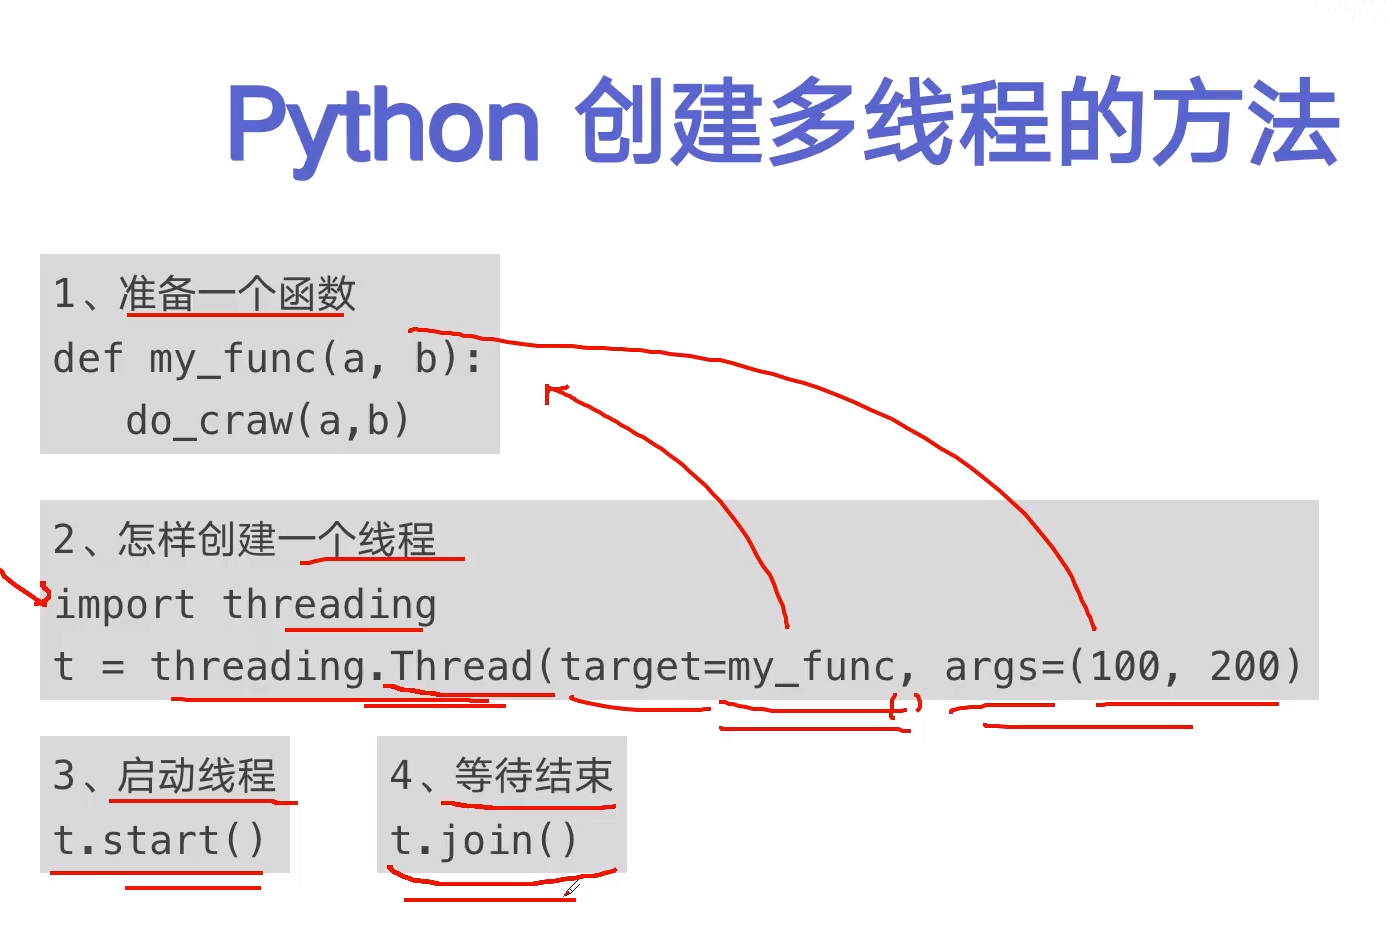 Python 创建多线程的方法
1、准备一个函数
def my_func(a, b):
do_craw(a,b)
2、怎样创建一个线程
import threading
t = threading.Thread(target=my_func, args=(100, 200)
3、启动线程
t.start()
4、等待结束
t.join()